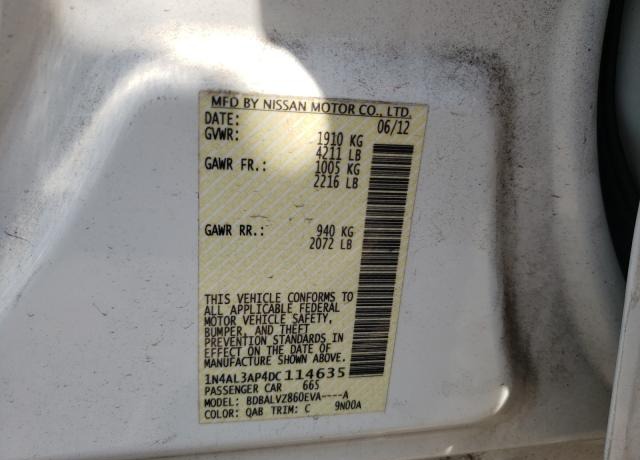 MFD BY NISSAN MOTOR CO., LTD.
DATE: 06/12
GVWR: 1910 KG
4211 LB
GAWR FR.: 1005 KG
2216 LB
GAWR RR.: 940 KG
2072 LB
THIS VEHICLE CONFORMS TO
ALL APPLICABLE FEDERAL
MOTOR VEHICLE SAFETY,
BUMPER, AND THEFT
PREVENTION STANDARDS IN
EFFECT ON THE DATE OF
MANUFACTURE SHOWN ABOVE.
1N4AL3AP4DC114635
PASSENGER CAR 665
MODEL: BDBALVZ860EVA----A
COLOR: QAB TRIM: C 9N00A